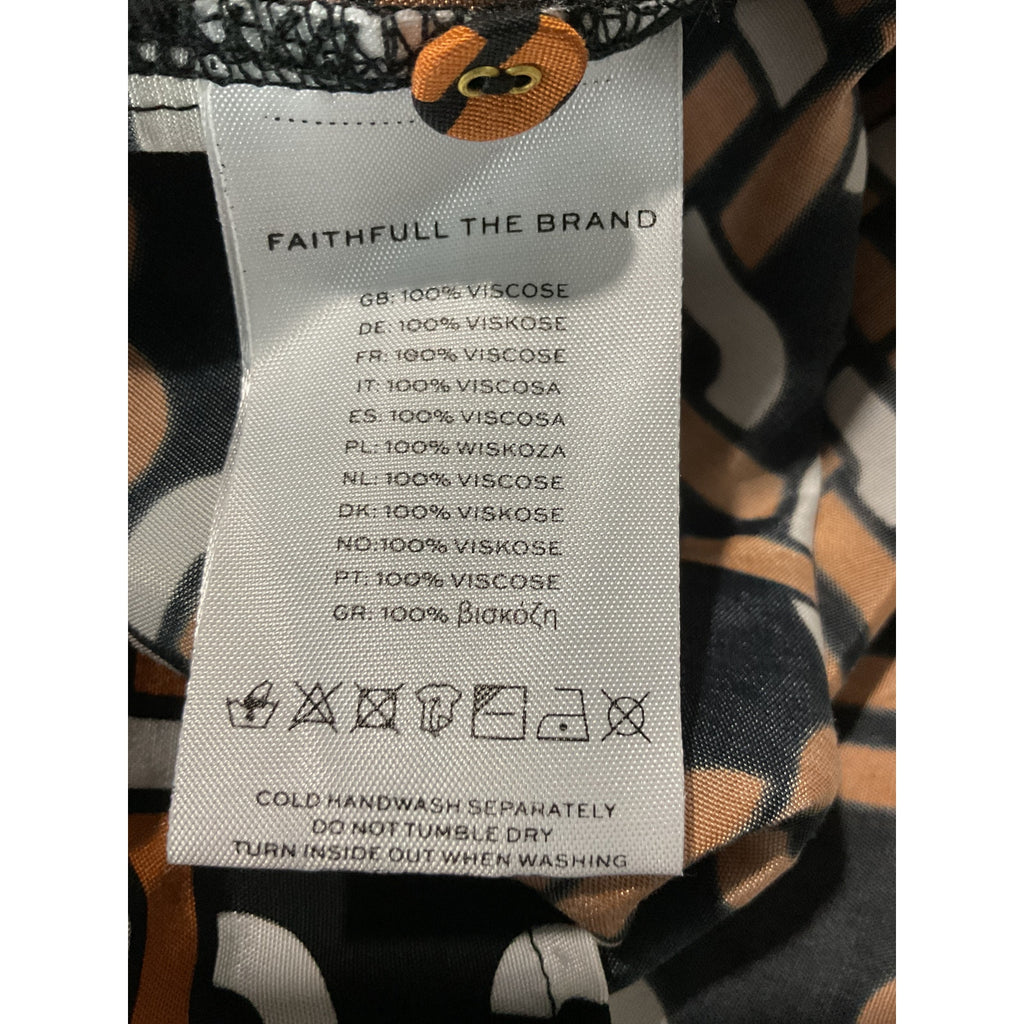 FAITHFULL THE BRAND
GB: 100% VISCOSE
DE: 100% VISKOSE
FR: 100% VISCOSE
IT: 100% VISCOSA
ES: 100% VISCOSA
PL: 100% WISKOZA
NL: 100% VISCOSE
DK: 100% VISKOSE
NO:100% VISKOSE
PT: 100% VISCOSE
GR: 100% βισκόζη
COLD HANDWASH SEPARATELY
DO NOT TUMBLE DRY
TURN INSIDE OUT WHEN WASHING